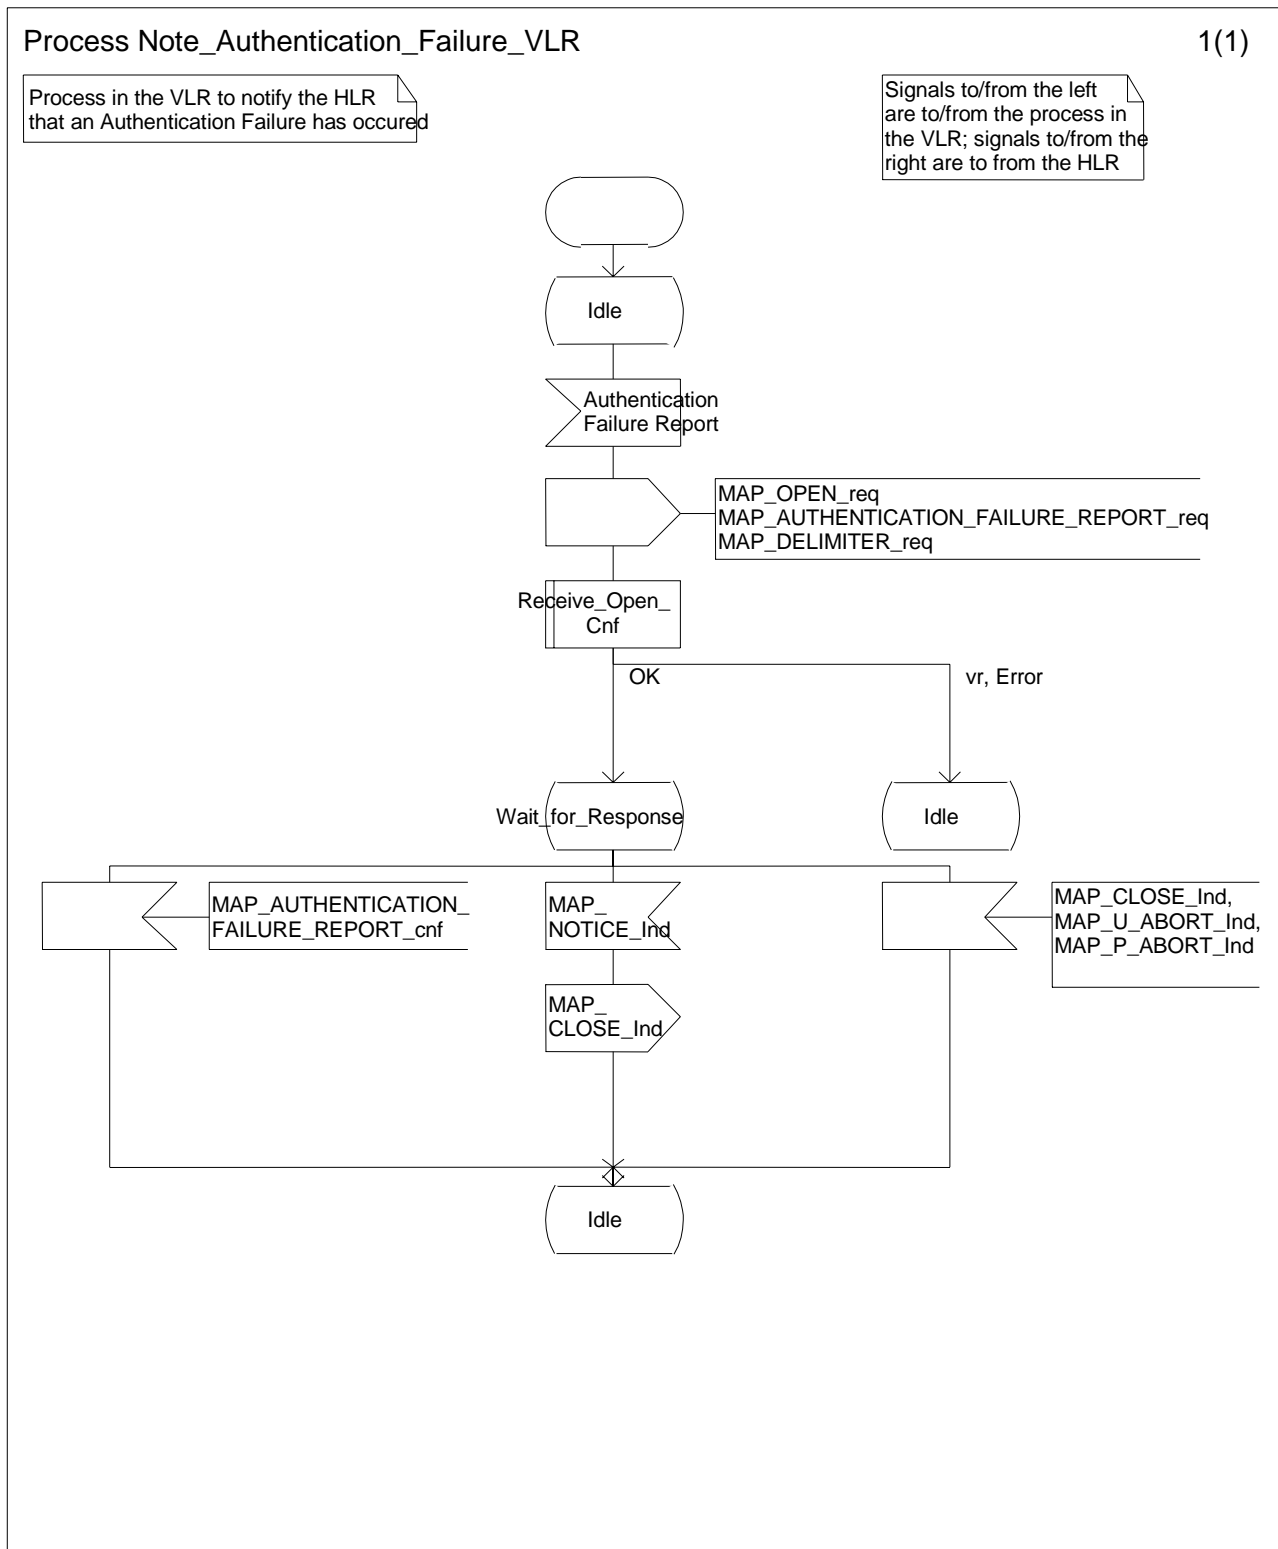 Process Note_Authentication_Failure_VLR
1(1)
Process in the VLR to notify the HLR
that an Authentication Failure has occured
Signals to/from the left
are to/from the process in
the VLR; signals to/from the
right are to from the HLR
Idle
Authentication
Failure Report
MAP_OPEN_req
MAP_AUTHENTICATION_FAILURE_REPORT_req
MAP_DELIMITER_req
Receive_Open_
Cnf
OK
vr, Error
Wait_for_Response
Idle
MAP_AUTHENTICATION_
FAILURE_REPORT_cnf
MAP_
NOTICE_Ind
MAP_CLOSE_Ind,
MAP_U_ABORT_Ind,
MAP_P_ABORT_Ind
MAP_
CLOSE_Ind
Idle